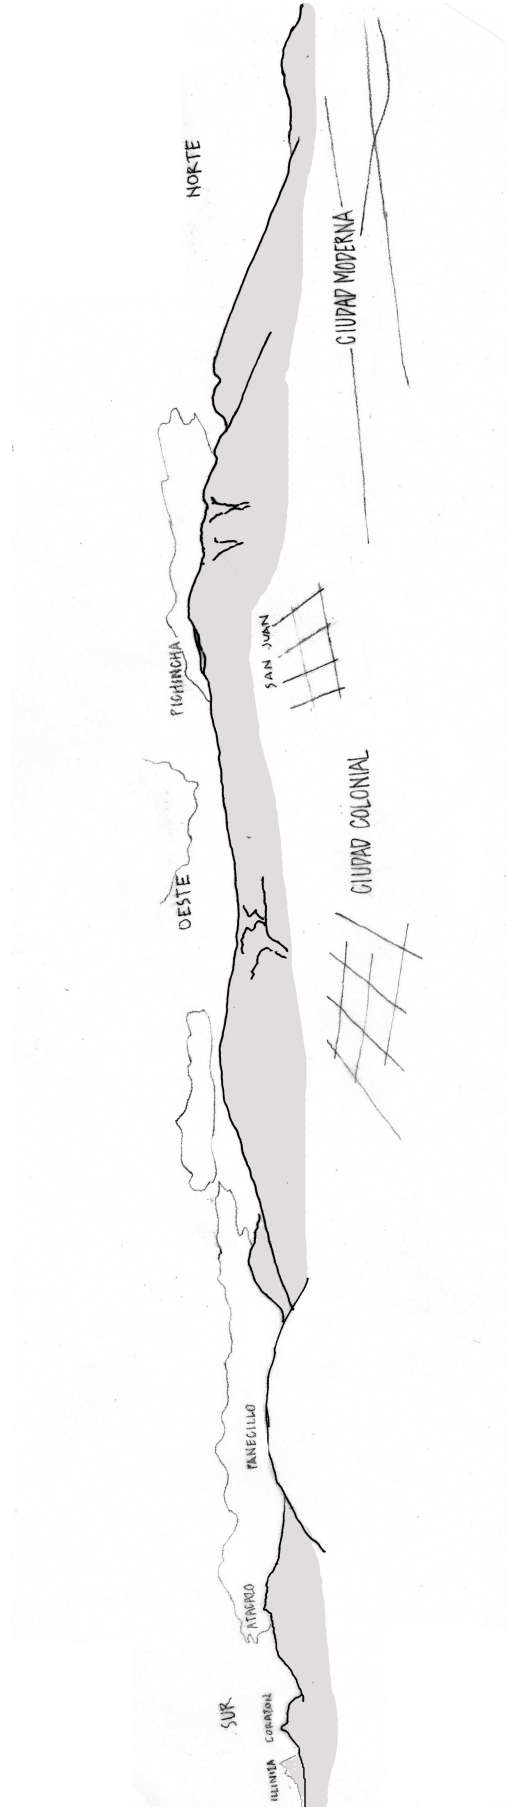 SUR
OESTE
NORTE
ILLINIZA
CORAZON
ATACAZO
PANECILLO
PICHINCHA
SAN JUAN
CIUDAD COLONIAL
CIUDAD MODERNA